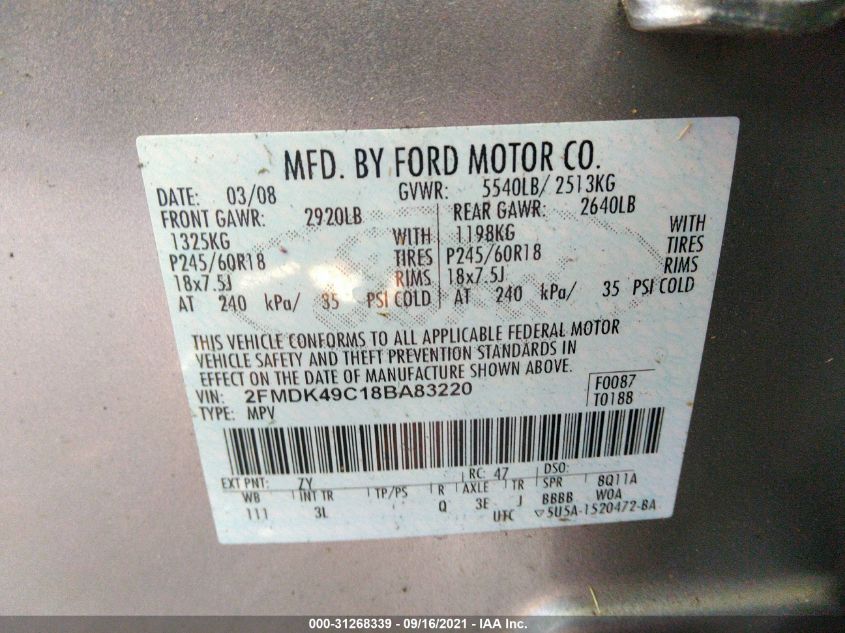 MFD. BY FORD MOTOR CO.
DATE: 03/08 GVWR: 5540LB/ 2513KG
FRONT GAWR: 2920LB REAR GAWR: 2640LB
1325KG WITH 1198KG WITH
P245/60R18 TIRES P245/60R18 TIRES
18x7.5J RIMS 18x7.5J RIMS
AT 240 kPa/ 35 PSI COLD AT 240 kPa/ 35 PSI COLD
THIS VEHICLE CONFORMS TO ALL APPLICABLE FEDERAL MOTOR
VEHICLE SAFETY AND THEFT PREVENTION STANDARDS IN
EFFECT ON THE DATE OF MANUFACTURE SHOWN ABOVE.
VIN: 2FMDK49C18BA83220 F0087
TYPE: MPV T0188
EXT PNT: ZY RC: 47 DSO:
WB INT TR TP/PS R AXLE TR SPR 8Q11A
111 3L Q 3E J BBBB W0A
UTC ▽5U5A-1520472-BA
000-31268339 - 09/16/2021 - IAA Inc.